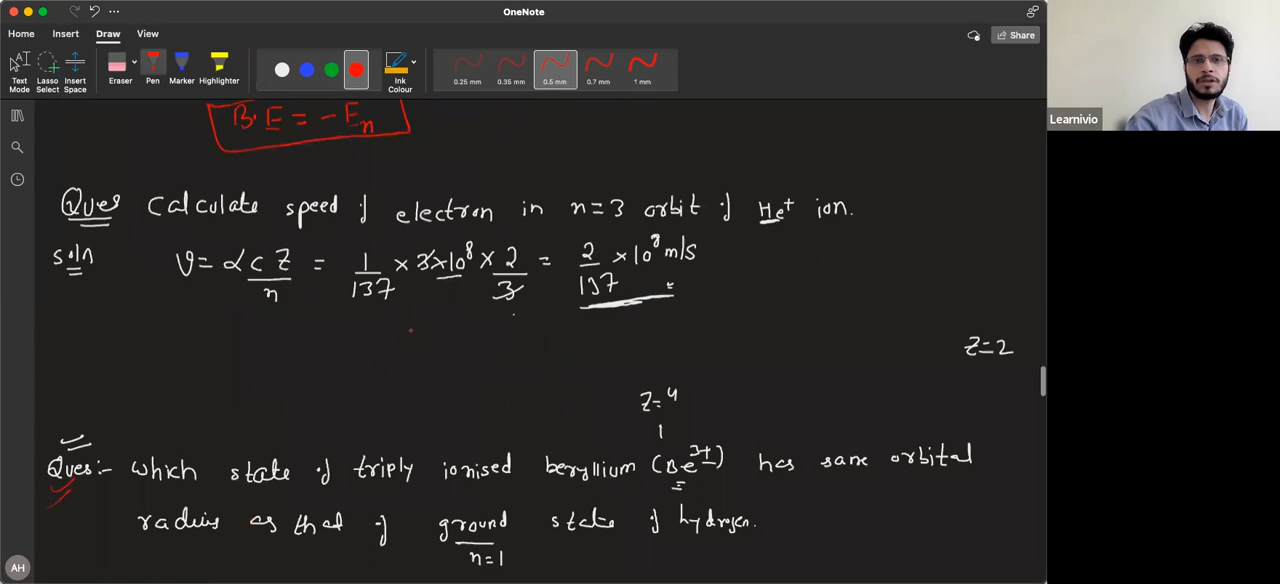 OneNote
Home Insert Draw View
Share
Text Mode
Lasso Select
Insert Space
Eraser
Pen
Marker
Highlighter
Ink Colour
0.25 mm
0.35 mm
0.5 mm
0.7 mm
1 mm
Learnivio
B.E = -En
Ques Calculate speed of electron in n=3 orbit of He+ ion.
soln v = αcZ/n = 1/137 × 3×10^8 × 2/3 = 2/137 × 10^8 m/s
Z=2
Z=4
Ques:- which state of triply ionised beryllium (Be3+) has same orbital
radius as that of ground state of hydrogen.
n=1
AH